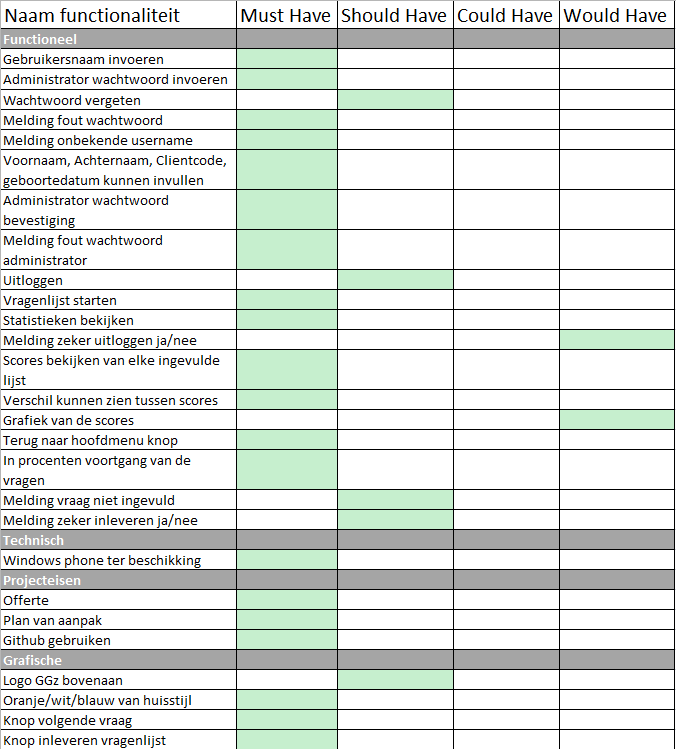 Naam functionaliteit Must Have Should Have Could Have Would Have
Functioneel
Gebruikersnaam invoeren
Administrator wachtwoord invoeren
Wachtwoord vergeten
Melding fout wachtwoord
Melding onbekende username
Voornaam, Achternaam, Clientcode,
geboortedatum kunnen invullen
Administrator wachtwoord
bevestiging
Melding fout wachtwoord
administrator
Uitloggen
Vragenlijst starten
Statistieken bekijken
Melding zeker uitloggen ja/nee
Scores bekijken van elke ingevulde
lijst
Verschil kunnen zien tussen scores
Grafiek van de scores
Terug naar hoofdmenu knop
In procenten voortgang van de
vragen
Melding vraag niet ingevuld
Melding zeker inleveren ja/nee
Technisch
Windows phone ter beschikking
Projecteisen
Offerte
Plan van aanpak
Github gebruiken
Grafische
Logo GGz bovenaan
Oranje/wit/blauw van huisstijl
Knop volgende vraag
Knop inleveren vragenlijst